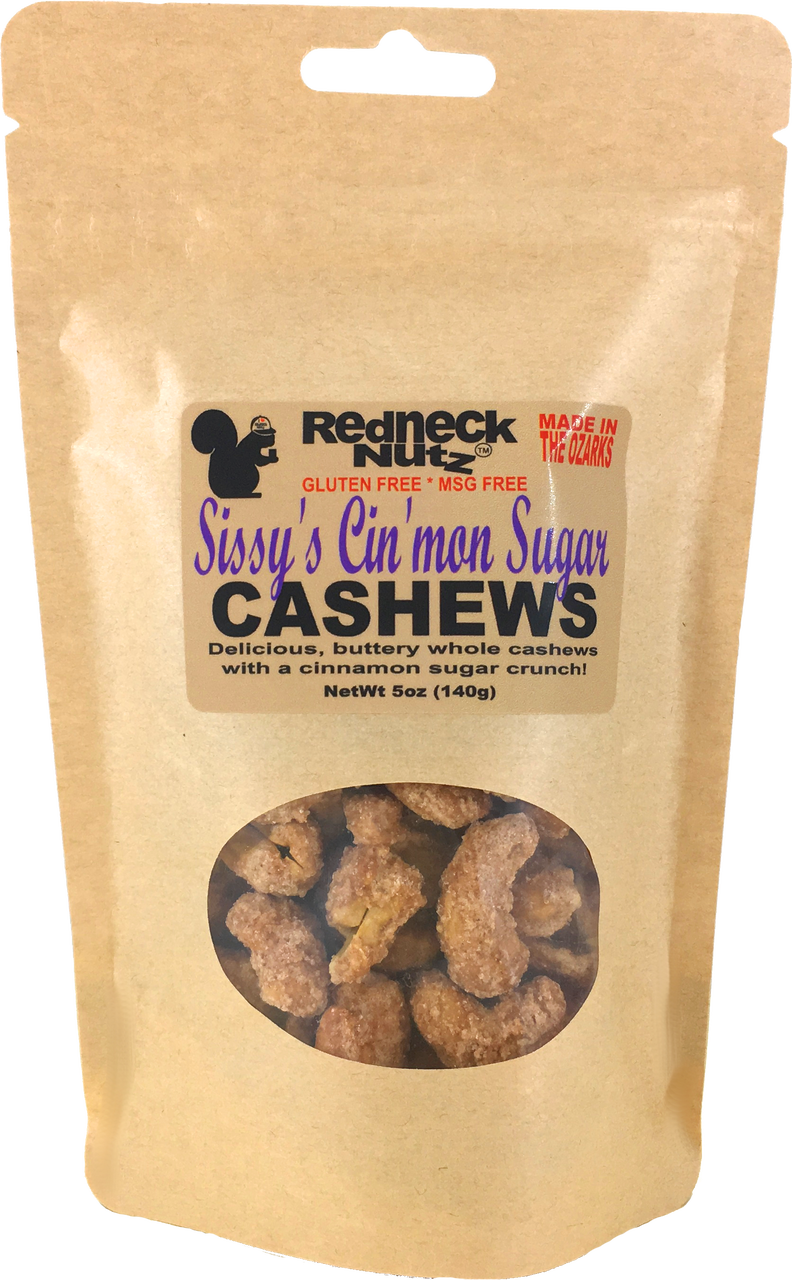 Redneck
Nutz™
MADE IN
THE OZARKS
GLUTEN FREE * MSG FREE
Sissy's Cin'mon Sugar
CASHEWS
Delicious, buttery whole cashews
with a cinnamon sugar crunch!
NetWt 5oz (140g)